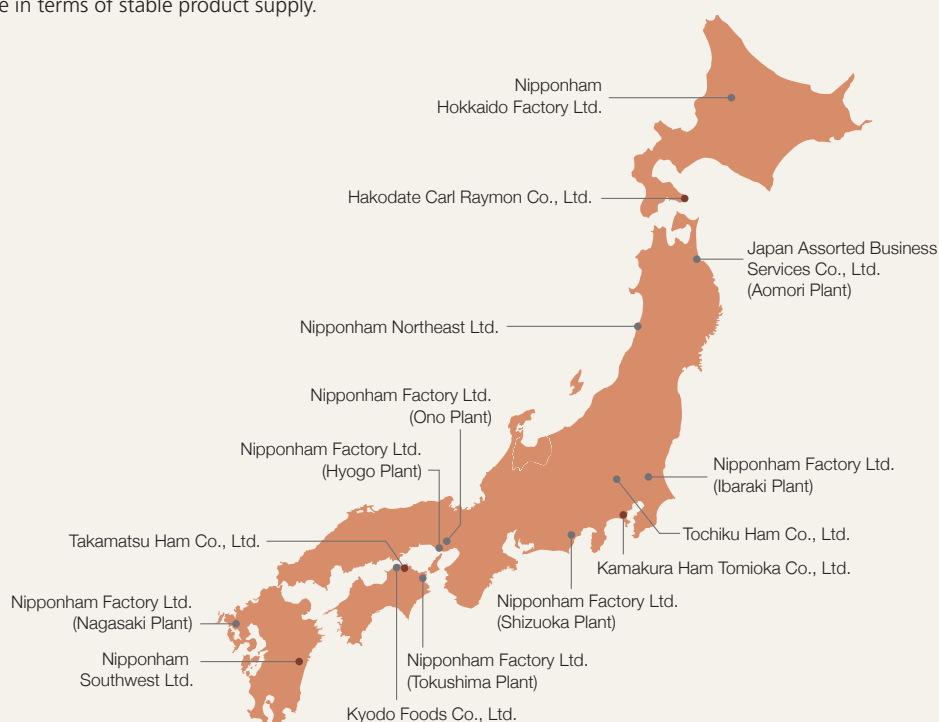 e in terms of stable product supply.
Nipponham
Hokkaido Factory Ltd.
Hakodate Carl Raymon Co., Ltd.
Japan Assorted Business
Services Co., Ltd.
(Aomori Plant)
Nipponham Northeast Ltd.
Nipponham Factory Ltd.
(Ono Plant)
Nipponham Factory Ltd.
(Hyogo Plant)
Nipponham Factory Ltd.
(Ibaraki Plant)
Takamatsu Ham Co., Ltd.
Tochiku Ham Co., Ltd.
Kamakura Ham Tomioka Co., Ltd.
Nipponham Factory Ltd.
(Nagasaki Plant)
Nipponham Factory Ltd.
(Shizuoka Plant)
Nipponham
Southwest Ltd.
Nipponham Factory Ltd.
(Tokushima Plant)
Kyodo Foods Co., Ltd.